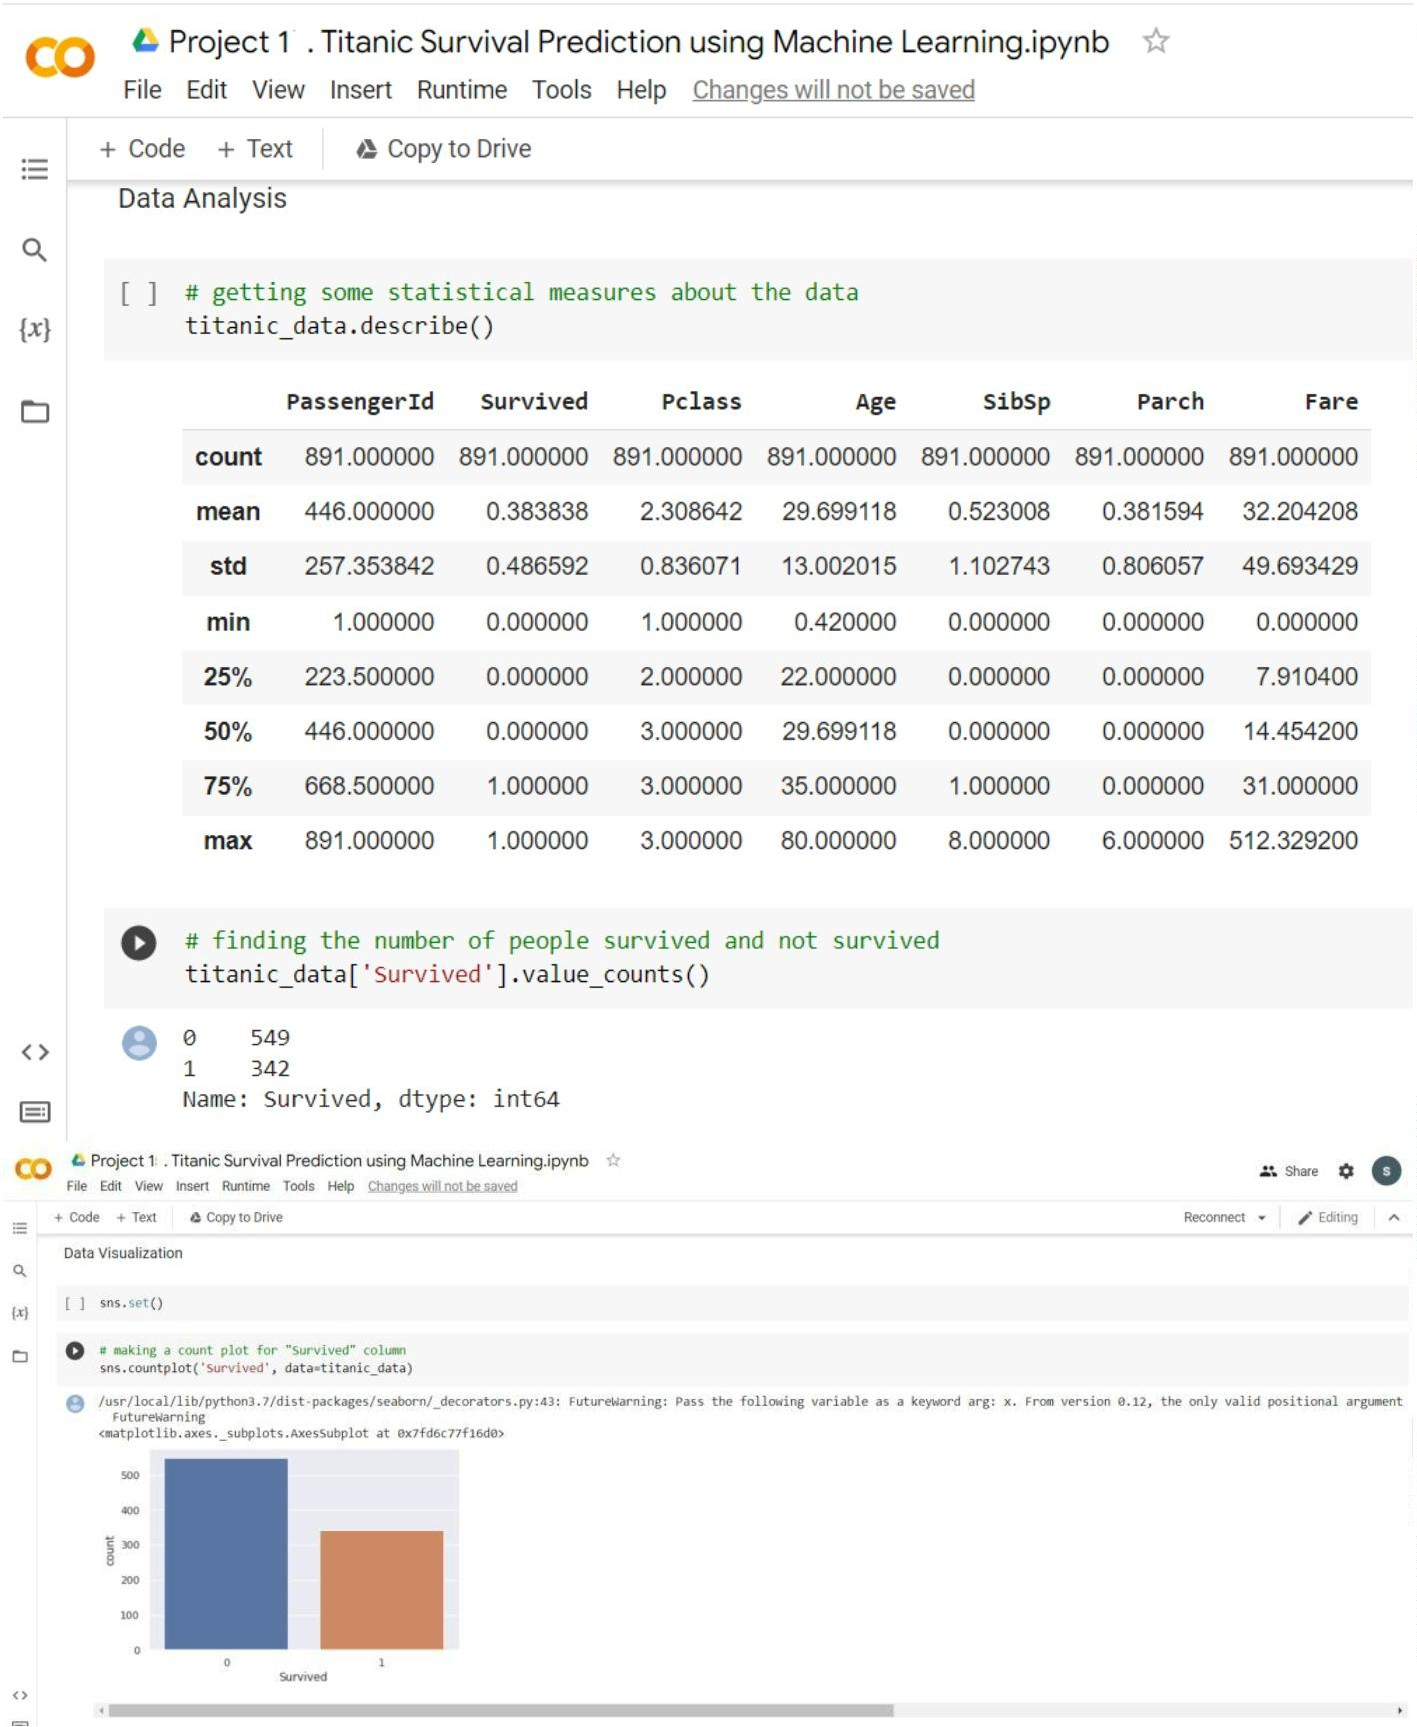 Project 1 . Titanic Survival Prediction using Machine Learning.ipynb
File Edit View Insert Runtime Tools Help Changes will not be saved
+ Code + Text Copy to Drive
Data Analysis
[ ] # getting some statistical measures about the data
titanic_data.describe()
PassengerId Survived Pclass Age SibSp Parch Fare
count 891.000000 891.000000 891.000000 891.000000 891.000000 891.000000 891.000000
mean 446.000000 0.383838 2.308642 29.699118 0.523008 0.381594 32.204208
std 257.353842 0.486592 0.836071 13.002015 1.102743 0.806057 49.693429
min 1.000000 0.000000 1.000000 0.420000 0.000000 0.000000 0.000000
25% 223.500000 0.000000 2.000000 22.000000 0.000000 0.000000 7.910400
50% 446.000000 0.000000 3.000000 29.699118 0.000000 0.000000 14.454200
75% 668.500000 1.000000 3.000000 35.000000 1.000000 0.000000 31.000000
max 891.000000 1.000000 3.000000 80.000000 8.000000 6.000000 512.329200
# finding the number of people survived and not survived
titanic_data['Survived'].value_counts()
0 549
1 342
Name: Survived, dtype: int64
Project 1 . Titanic Survival Prediction using Machine Learning.ipynb
File Edit View Insert Runtime Tools Help Changes will not be saved
Share S
+ Code + Text Copy to Drive Reconnect Editing
Data Visualization
[ ] sns.set()
# making a count plot for "Survived" column
sns.countplot('Survived', data=titanic_data)
/usr/local/lib/python3.7/dist-packages/seaborn/_decorators.py:43: FutureWarning: Pass the following variable as a keyword arg: x. From version 0.12, the only valid positional argument
FutureWarning
<matplotlib.axes._subplots.AxesSubplot at 0x7fd6c77f16d0>
500
400
300
200
100
0
count
0 1
Survived